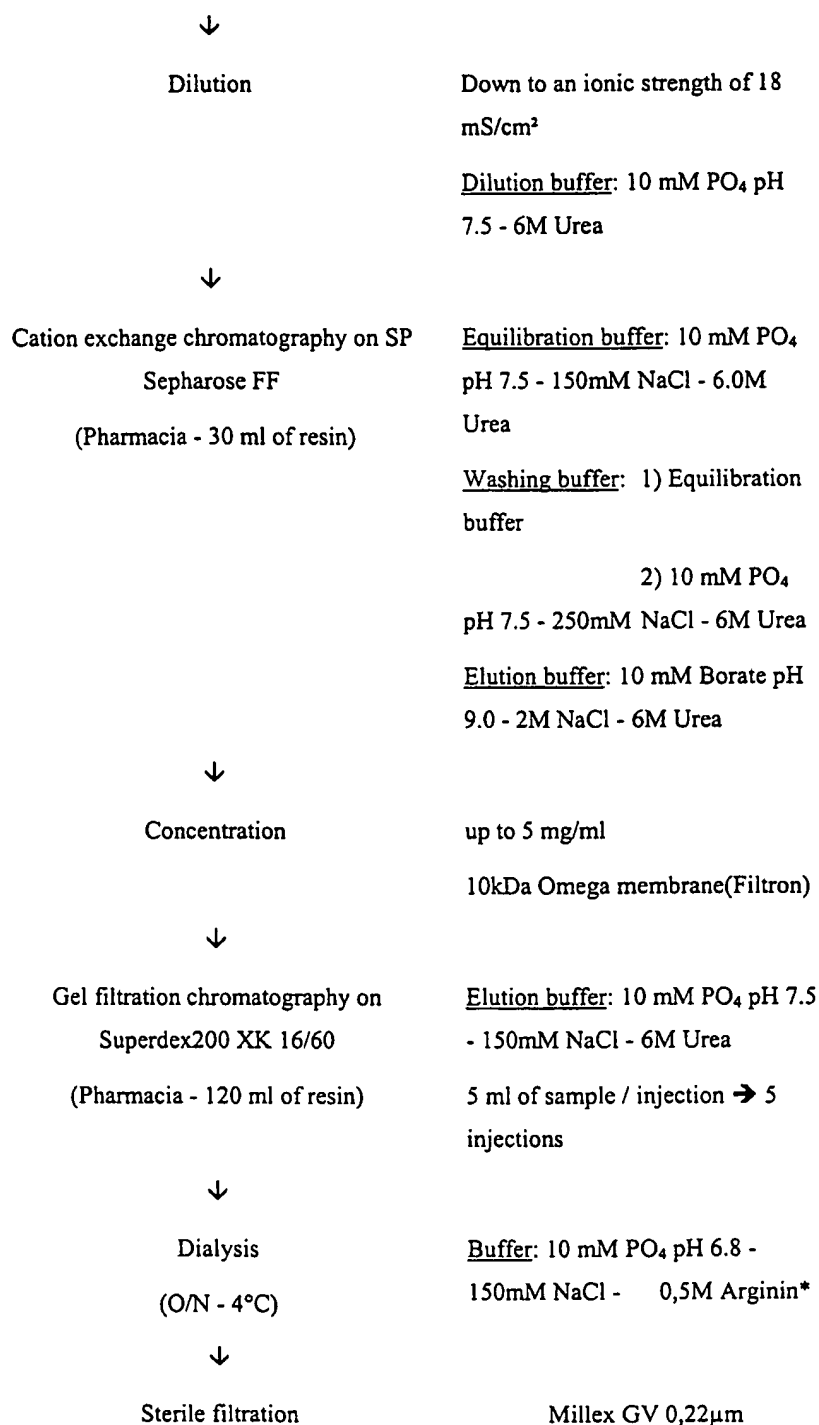 ↓
Dilution
Down to an ionic strength of 18
mS/cm²
Dilution buffer: 10 mM PO₄ pH
7.5 - 6M Urea
↓
Cation exchange chromatography on SP
Sepharose FF
(Pharmacia - 30 ml of resin)
Equilibration buffer: 10 mM PO₄
pH 7.5 - 150mM NaCl - 6.0M
Urea
Washing buffer: 1) Equilibration
buffer
2) 10 mM PO₄
pH 7.5 - 250mM NaCl - 6M Urea
Elution buffer: 10 mM Borate pH
9.0 - 2M NaCl - 6M Urea
↓
Concentration
up to 5 mg/ml
10kDa Omega membrane(Filtron)
↓
Gel filtration chromatography on
Superdex200 XK 16/60
(Pharmacia - 120 ml of resin)
Elution buffer: 10 mM PO₄ pH 7.5
- 150mM NaCl - 6M Urea
5 ml of sample / injection ➔ 5
injections
↓
Dialysis
(O/N - 4°C)
Buffer: 10 mM PO₄ pH 6.8 -
150mM NaCl - 0,5M Arginin*
↓
Sterile filtration
Millex GV 0,22µm